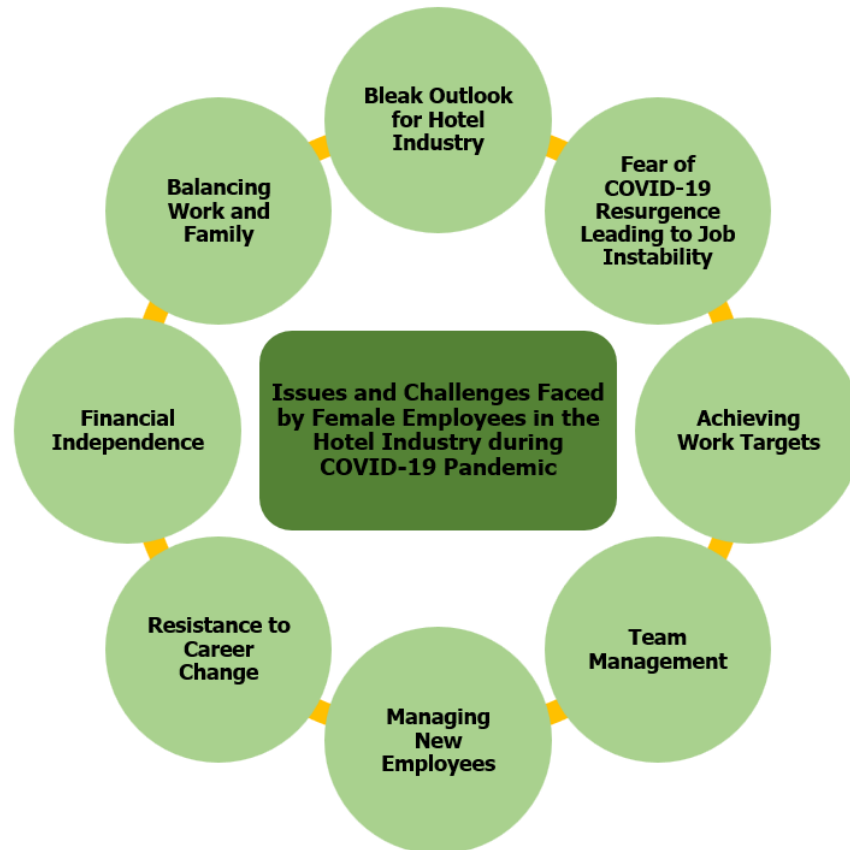 Bleak Outlook
for Hotel
Industry
Fear of
COVID-19
Resurgence
Leading to Job
Instability
Achieving
Work Targets
Team
Management
Managing
New
Employees
Resistance to
Career
Change
Financial
Independence
Balancing
Work and
Family
Issues and Challenges Faced
by Female Employees in the
Hotel Industry during
COVID-19 Pandemic